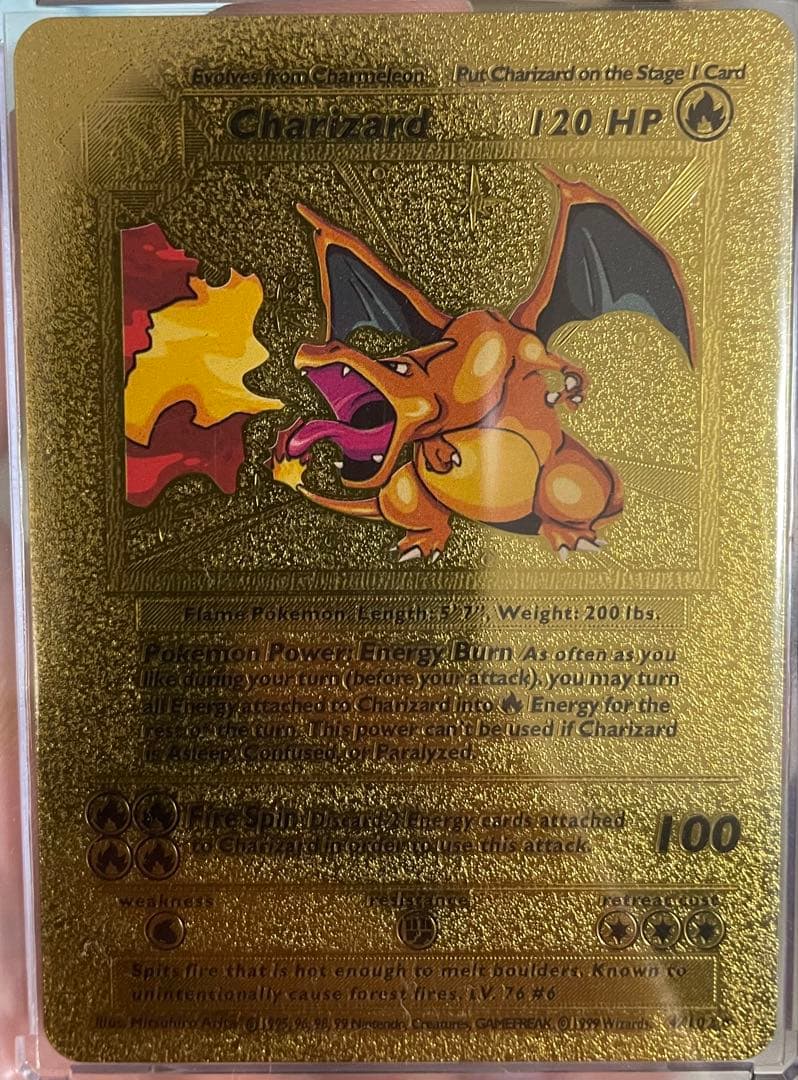 Evolves from Charmeleon Put Charizard on the Stage 1 Card
Charizard 120 HP
Flame Pokemon. Length: 5' 7", Weight: 200 lbs.
Pokemon Power: Energy Burn As often as you
like during your turn (before your attack), you may turn
all Energy attached to Charizard into Energy for the
rest of the turn. This power can't be used if Charizard
is Asleep, Confused, or Paralyzed.
Fire Spin Discard 2 Energy cards attached
to Charizard in order to use this attack. 100
weakness resistance retreat cost
Spits fire that is hot enough to melt boulders. Known to
unintentionally cause forest fires. LV. 76 #6
Illus. Mitsuhiro Arita © 1995, 96, 98, 99 Nintendo, Creatures, GAMEFREAK. © 1999 Wizards. 4/102